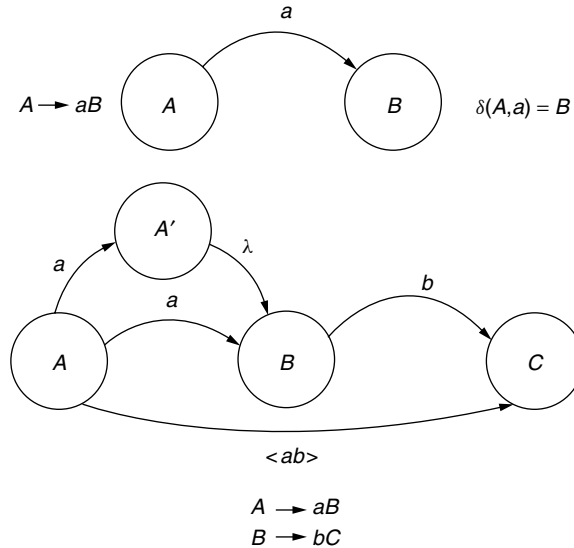 a
A → aB
A
B
δ(A,a) = B
A′
a
λ
a
b
A
B
C
<ab>
A → aB
B → bC